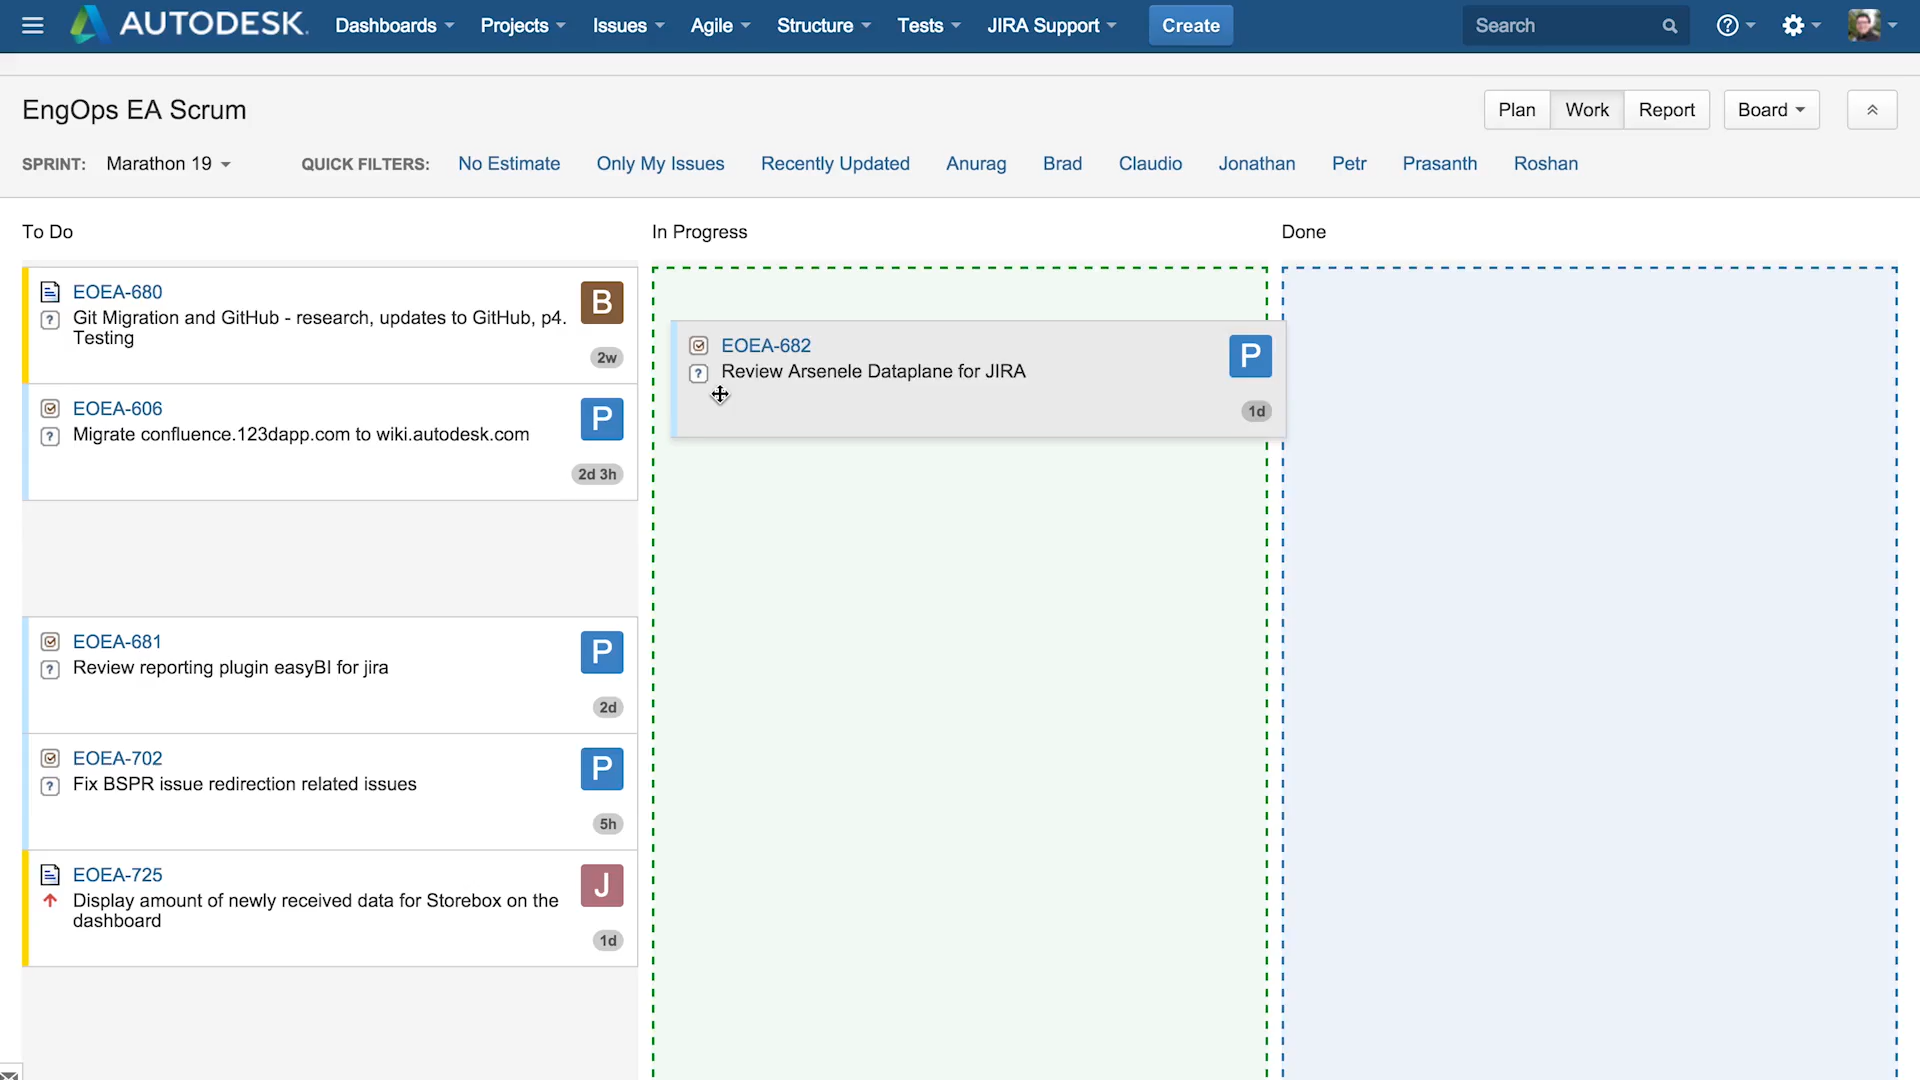 AUTODESK. Dashboards Projects Issues Agile Structure Tests JIRA Support Create Search
EngOps EA Scrum
Plan Work Report Board
SPRINT: Marathon 19 QUICK FILTERS: No Estimate Only My Issues Recently Updated Anurag Brad Claudio Jonathan Petr Prasanth Roshan
To Do In Progress Done
EOEA-680
B
Git Migration and GitHub - research, updates to GitHub, p4.
Testing
2w
EOEA-606
P
Migrate confluence.123dapp.com to wiki.autodesk.com
2d 3h
EOEA-681
P
Review reporting plugin easyBI for jira
2d
EOEA-702
P
Fix BSPR issue redirection related issues
5h
EOEA-725
J
Display amount of newly received data for Storebox on the
dashboard
1d
EOEA-682
P
Review Arsenele Dataplane for JIRA
1d